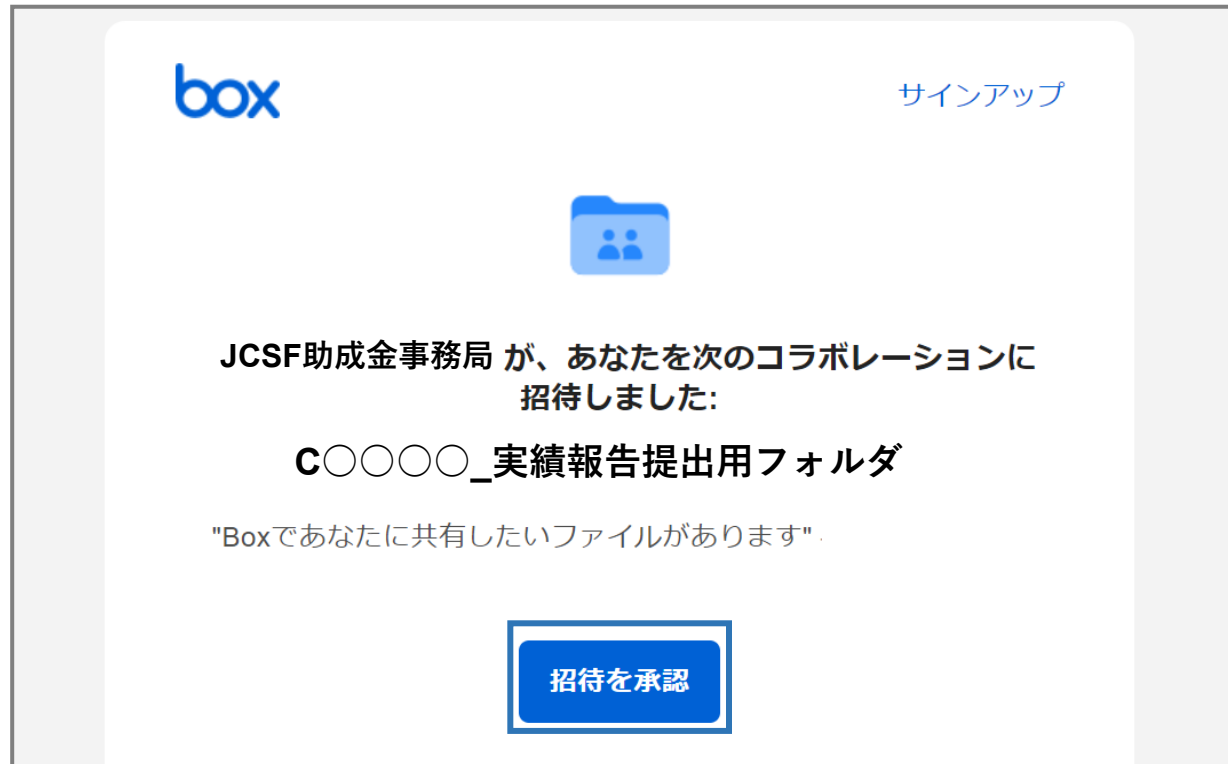 box
サインアップ
JCSF助成金事務局 が、あなたを次のコラボレーションに
招待しました:
C○○○○_実績報告提出用フォルダ
"Boxであなたに共有したいファイルがあります"
招待を承認